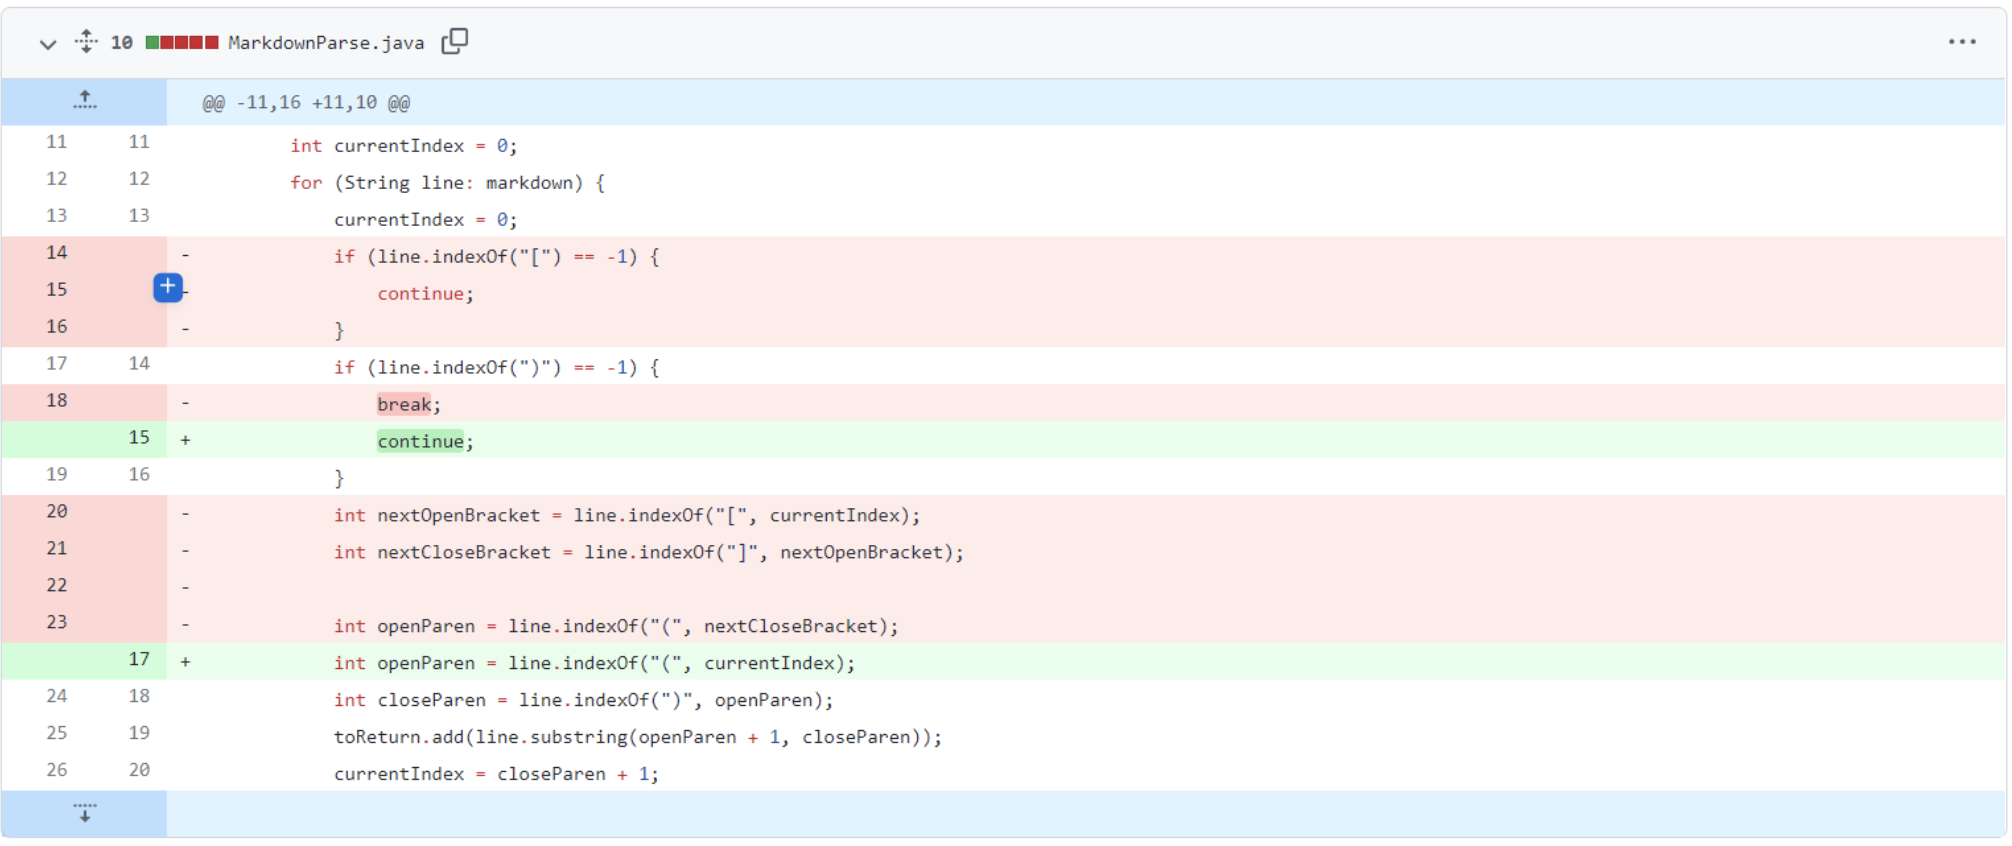 10 MarkdownParse.java
@@ -11,16 +11,10 @@
11 11 int currentIndex = 0;
12 12 for (String line: markdown) {
13 13 currentIndex = 0;
14 - if (line.indexOf("[") == -1) {
15 - continue;
16 - }
17 14 if (line.indexOf(")") == -1) {
18 - break;
15 + continue;
19 16 }
20 - int nextOpenBracket = line.indexOf("[", currentIndex);
21 - int nextCloseBracket = line.indexOf("]", nextOpenBracket);
22 -
23 - int openParen = line.indexOf("(", nextCloseBracket);
17 + int openParen = line.indexOf("(", currentIndex);
24 18 int closeParen = line.indexOf(")", openParen);
25 19 toReturn.add(line.substring(openParen + 1, closeParen));
26 20 currentIndex = closeParen + 1;